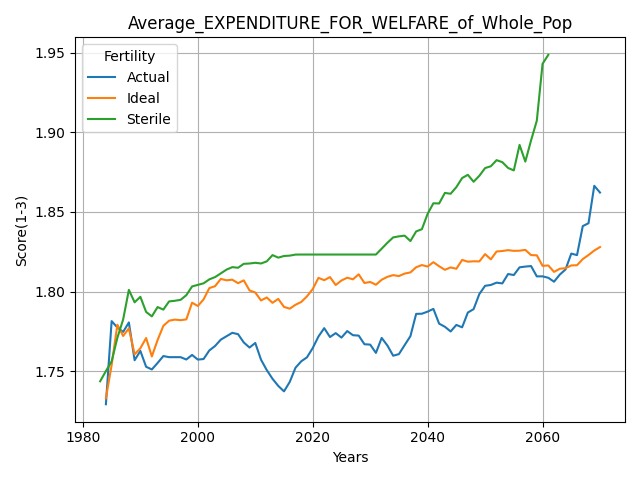 Average_EXPENDITURE_FOR_WELFARE_of_Whole_Pop
Fertility
Actual
Ideal
Sterile
Score(1-3)
1.95
1.90
1.85
1.80
1.75
1980 2000 2020 2040 2060
Years